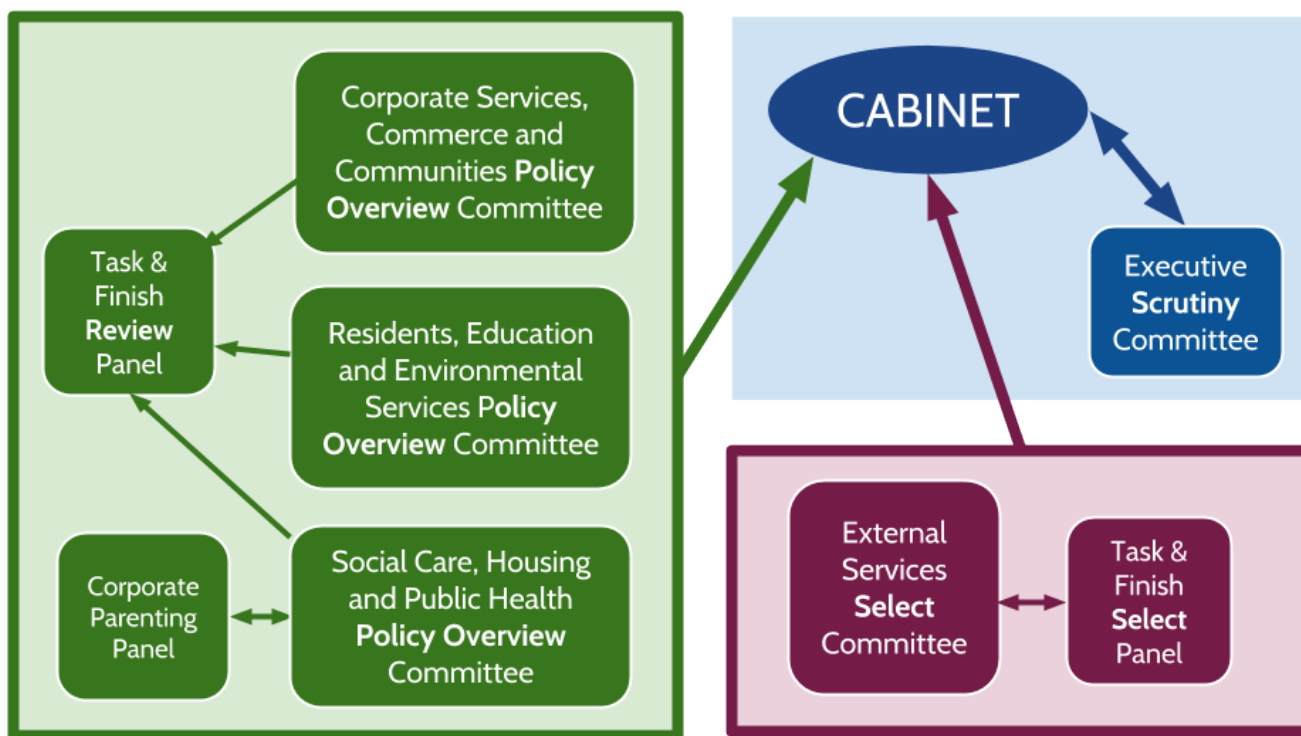 Corporate Services,
Commerce and
Communities Policy
Overview Committee
Task &
Finish
Review
Panel
Residents, Education
and Environmental
Services Policy
Overview Committee
Corporate
Parenting
Panel
Social Care, Housing
and Public Health
Policy Overview
Committee
CABINET
Executive
Scrutiny
Committee
External
Services
Select
Committee
Task &
Finish
Select
Panel